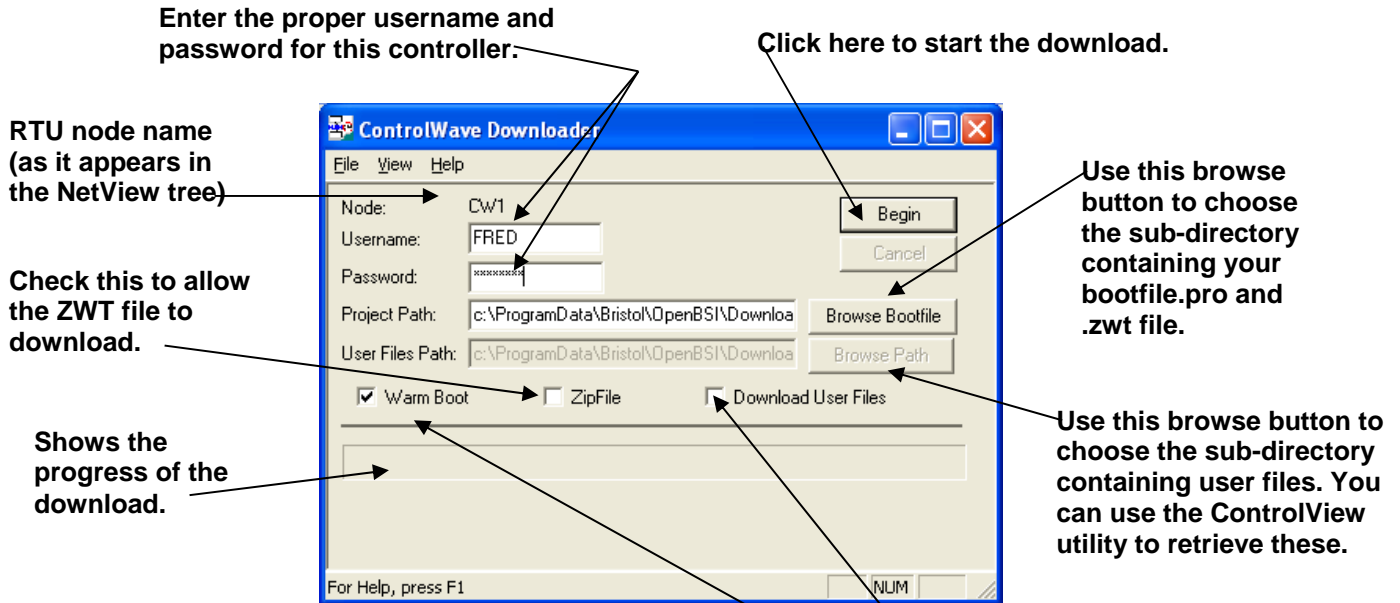 Enter the proper username and
password for this controller.
Click here to start the download.
RTU node name
(as it appears in
the NetView tree)
Check this to allow
the ZWT file to
download.
Shows the
progress of the
download.
ControlWave Downloader
File View Help
Node: CW1
Username: FRED
Password: ********
Project Path: c:\ProgramData\Bristol\OpenBSI\Downloa
User Files Path: c:\ProgramData\Bristol\OpenBSI\Downloa
Begin
Cancel
Browse Bootfile
Browse Path
Warm Boot ZipFile Download User Files
For Help, press F1 NUM
Use this browse
button to choose
the sub-directory
containing your
bootfile.pro and
.zwt file.
Use this browse button to
choose the sub-directory
containing user files. You
can use the ControlView
utility to retrieve these.